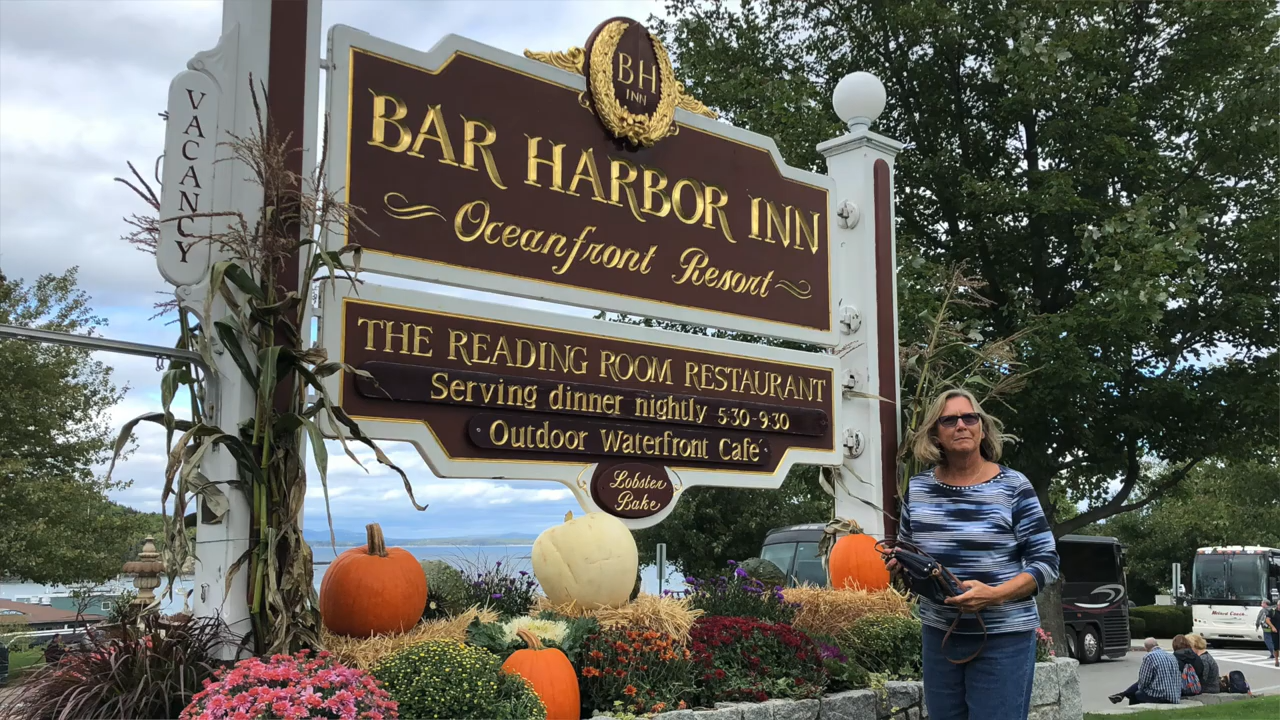 VACANCY
BH
INN
BAR HARBOR INN
Oceanfront Resort
THE READING ROOM RESTAURANT
Serving dinner nightly 5:30-9:30
Outdoor Waterfront Café
Lobster
Bake